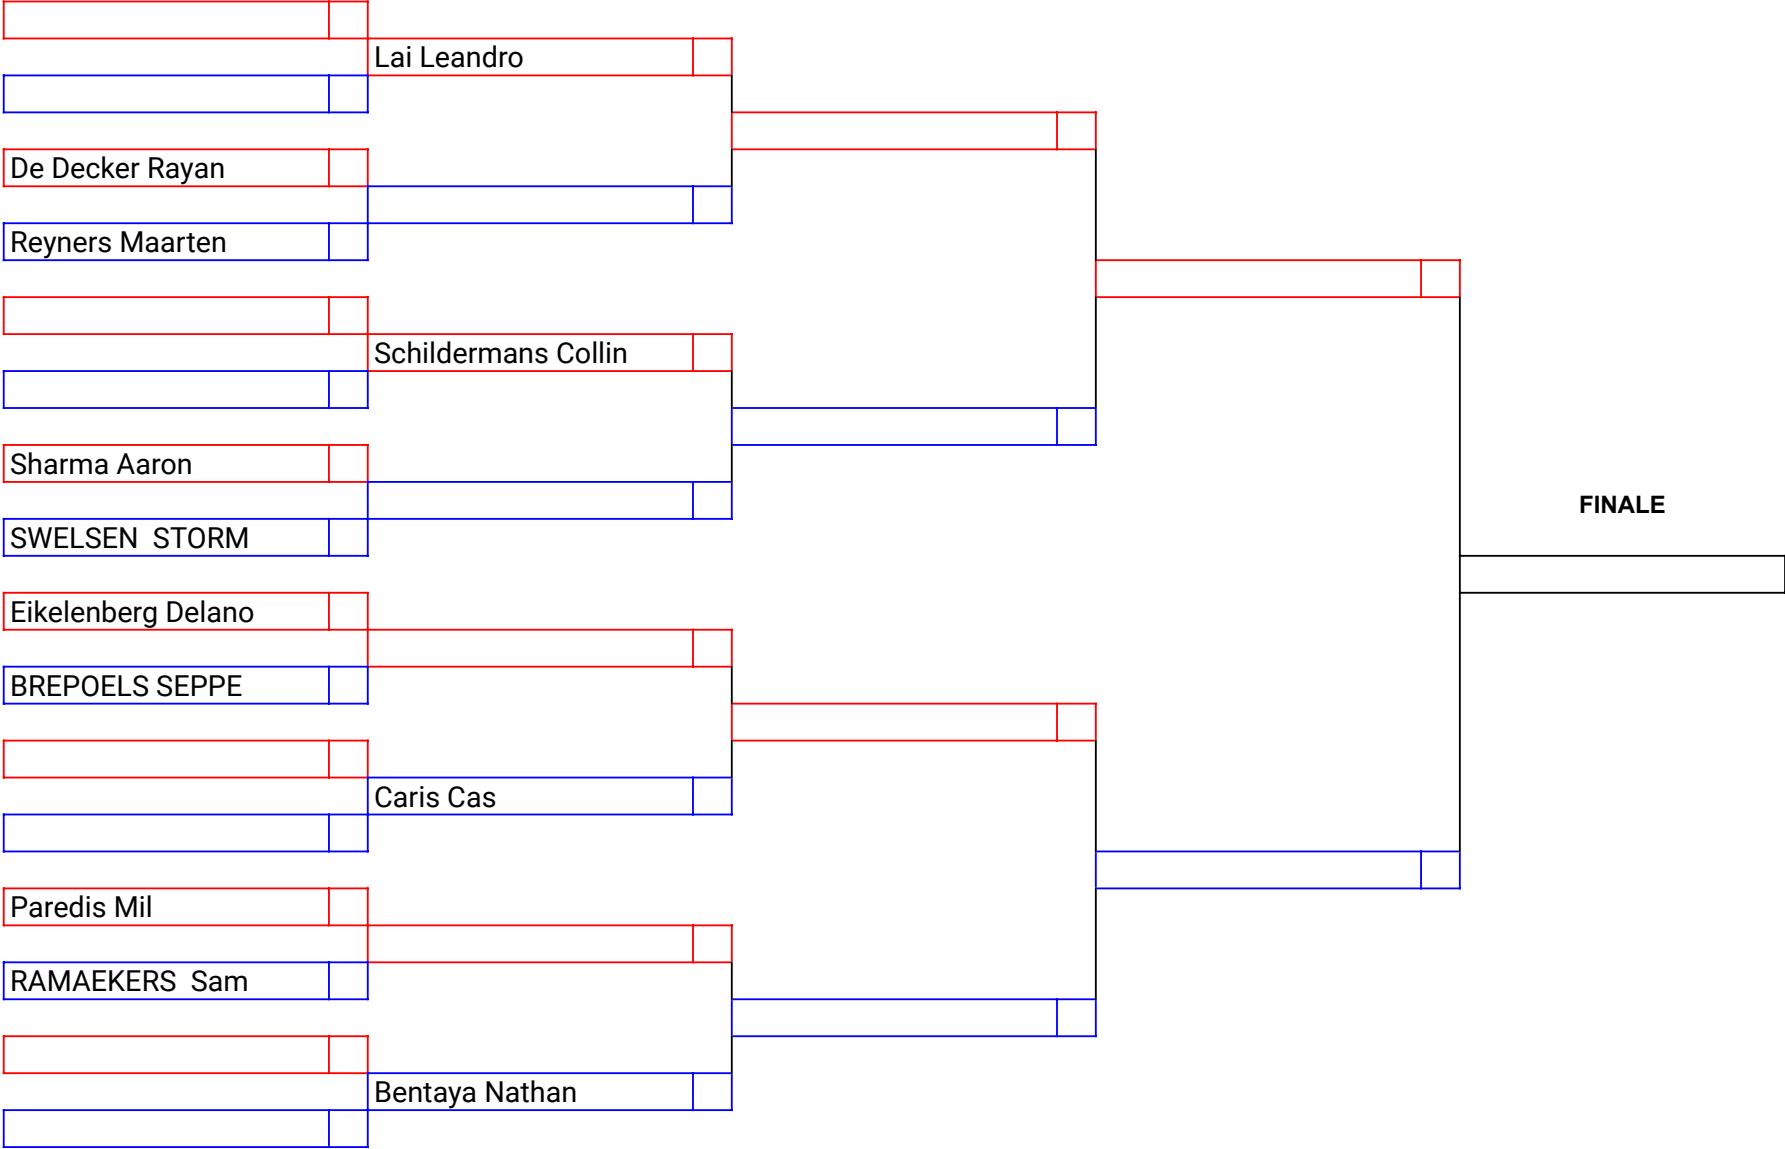 Lai Leandro
De Decker Rayan
Reyners Maarten
Schildermans Collin
Sharma Aaron
SWELSEN  STORM
FINALE
Eikelenberg Delano
BREPOELS SEPPE
Caris Cas
Paredis Mil
RAMAEKERS  Sam
Bentaya Nathan